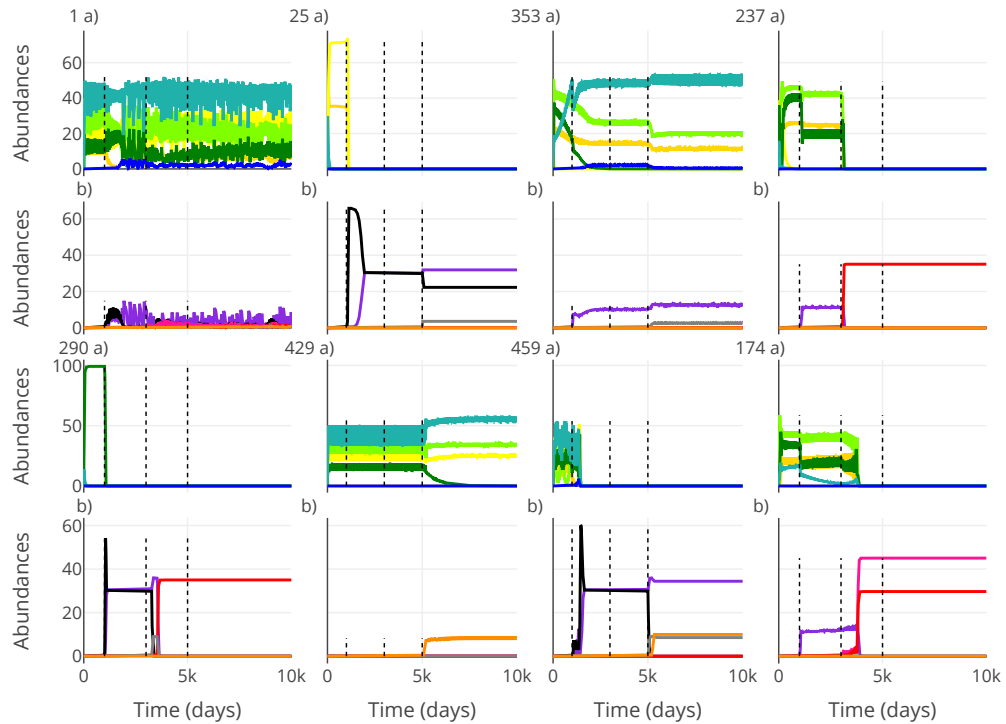 1 a) 25 a) 353 a) 237 a)
Abundances 60 40 20 0
b) b) b) b)
Abundances 60 40 20 0
290 a) 429 a) 459 a) 174 a)
Abundances 100 50 0
b) b) b) b)
Abundances 60 40 20 0
0 5k 10k 0 5k 0 5k 0 5k 10k
Time (days) Time (days) Time (days) Time (days)